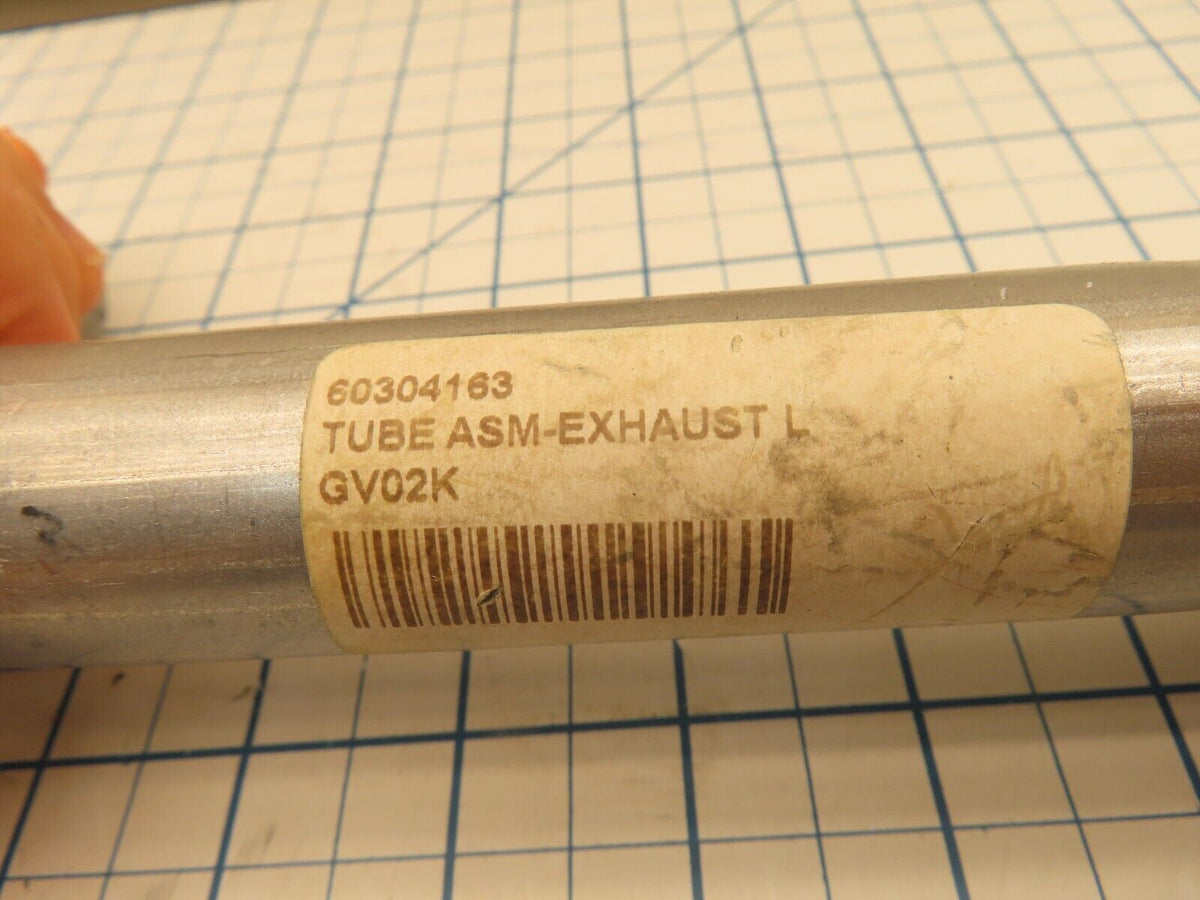 60304163
TUBE ASM-EXHAUST L
GV02K